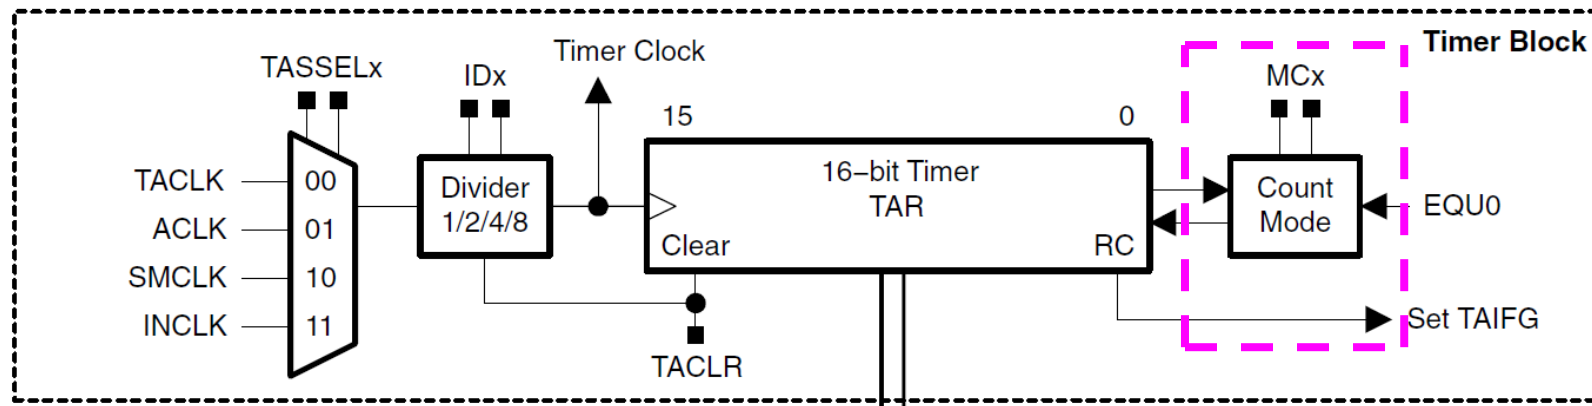 Timer Block
Timer Clock
TASSELx
IDx
MCx
15
0
TACLK
00
Divider
1/2/4/8
16−bit Timer
TAR
Count
Mode
EQU0
ACLK
01
Clear
RC
SMCLK
10
INCLK
11
Set TAIFG
TACLR